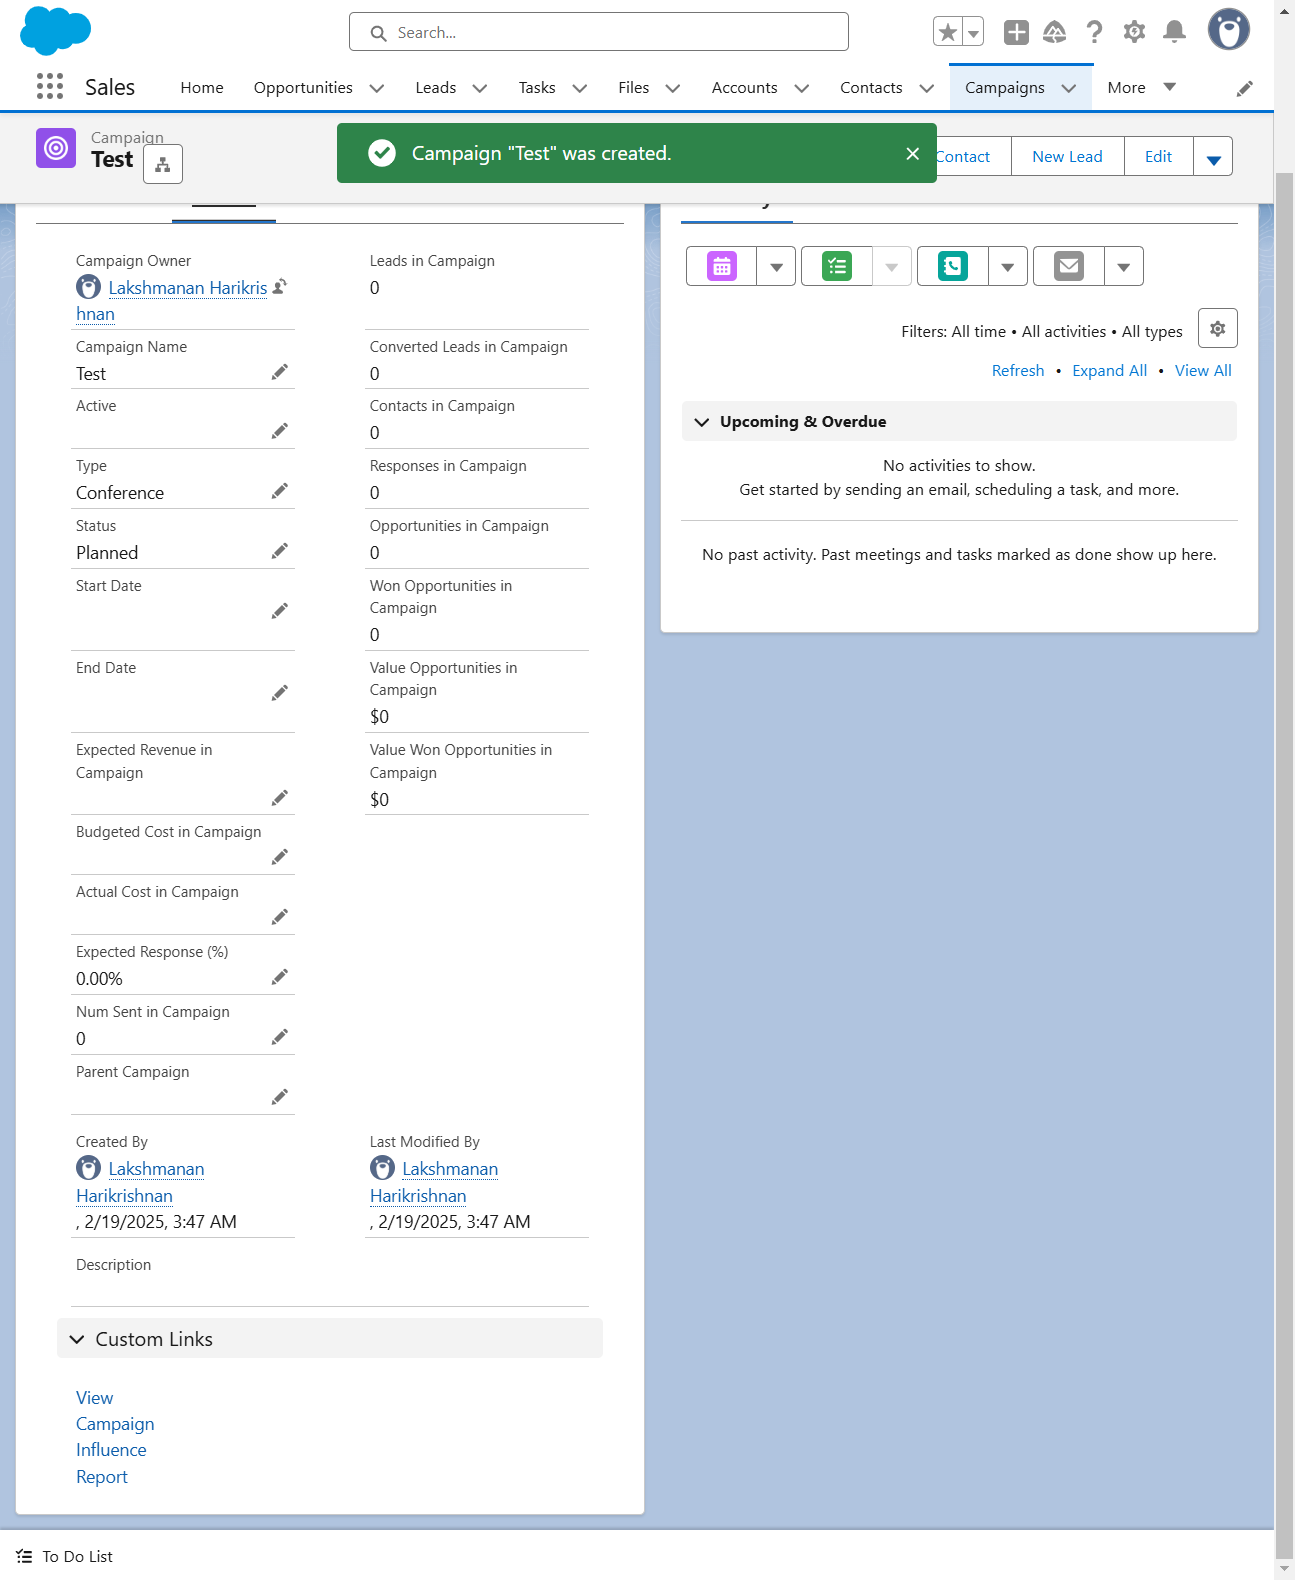 Search...
Sales
Home
Opportunities
Leads
Tasks
Files
Accounts
Contacts
Campaigns
More
Campaign
Test
Campaign "Test" was created.
Contact
New Lead
Edit
Campaign Owner
Lakshmanan Harikris
hnan
Leads in Campaign
0
Campaign Name
Test
Converted Leads in Campaign
0
Active
Contacts in Campaign
0
Type
Conference
Responses in Campaign
0
Status
Planned
Opportunities in Campaign
0
Start Date
Won Opportunities in
Campaign
0
End Date
Value Opportunities in
Campaign
$0
Expected Revenue in
Campaign
Value Won Opportunities in
Campaign
$0
Budgeted Cost in Campaign
Actual Cost in Campaign
Expected Response (%)
0.00%
Num Sent in Campaign
0
Parent Campaign
Created By
Lakshmanan
Harikrishnan
, 2/19/2025, 3:47 AM
Last Modified By
Lakshmanan
Harikrishnan
, 2/19/2025, 3:47 AM
Description
Custom Links
View
Campaign
Influence
Report
Filters: All time • All activities • All types
Refresh • Expand All • View All
Upcoming & Overdue
No activities to show.
Get started by sending an email, scheduling a task, and more.
No past activity. Past meetings and tasks marked as done show up here.
To Do List